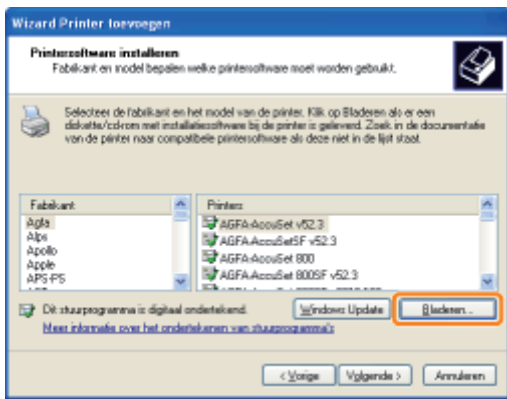 Wizard Printer toevoegen
Printersoftware installeren
Fabrikant en model bepalen welke printersoftware moet worden gebruikt.
Selecteer de fabrikant en het model van de printer. Klik op Bladeren als er een
diskette/cd-rom met installatiesoftware bij de printer is geleverd. Zoek in de documentatie
van de printer naar compatibele printersoftware als deze niet in de lijst staat.
Fabrikant
Agfa
Alps
Apollo
Apple
APS-PS
Printers
AGFA-AccuSet v52.3
AGFA-AccuSetSF v52.3
AGFA-AccuSet 800
AGFA-AccuSet 800SF v52.3
Dit stuurprogramma is digitaal ondertekend.
Windows Update
Bladeren...
Meer informatie over het ondertekenen van stuurprogramma's
< Vorige
Volgende >
Annuleren